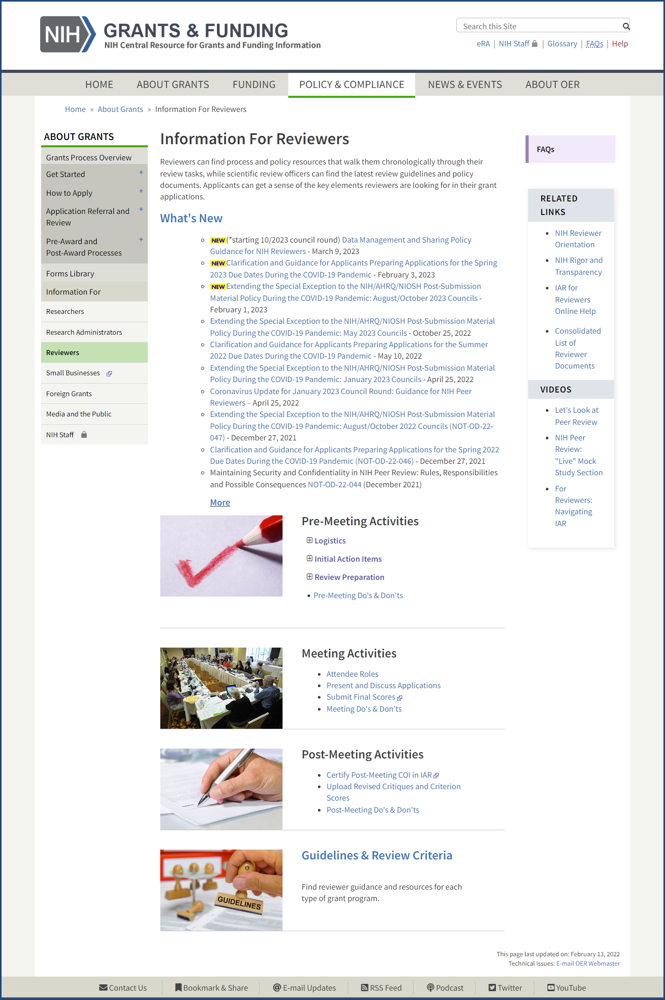 NIH GRANTS & FUNDING
NIH Central Resource for Grants and Funding Information
Search this Site
eRA | NIH Staff | Glossary | FAQs | Help
HOME ABOUT GRANTS FUNDING POLICY & COMPLIANCE NEWS & EVENTS ABOUT OER
Home » About Grants » Information For Reviewers
ABOUT GRANTS
Grants Process Overview
Get Started +
How to Apply +
Application Referral and +
Review
Pre-Award and +
Post-Award Processes
Forms Library
Information For
Researchers
Research Administrators
Reviewers
Small Businesses
Foreign Grants
Media and the Public
NIH Staff
Information For Reviewers
Reviewers can find process and policy resources that walk them chronologically through their
review tasks, while scientific review officers can find the latest review guidelines and policy
documents. Applicants can get a sense of the key elements reviewers are looking for in their grant
applications.
What's New
NEW (*starting 10/2023 council round) Data Management and Sharing Policy
Guidance for NIH Reviewers - March 9, 2023
NEW Clarification and Guidance for Applicants Preparing Applications for the Spring
2023 Due Dates During the COVID-19 Pandemic - February 3, 2023
NEW Extending the Special Exception to the NIH/AHRQ/NIOSH Post-Submission
Material Policy During the COVID-19 Pandemic: August/October 2023 Councils -
February 1, 2023
Extending the Special Exception to the NIH/AHRQ/NIOSH Post-Submission Material
Policy During the COVID-19 Pandemic: May 2023 Councils - October 25, 2022
Clarification and Guidance for Applicants Preparing Applications for the Summer
2022 Due Dates During the COVID-19 Pandemic - May 10, 2022
Extending the Special Exception to the NIH/AHRQ/NIOSH Post-Submission Material
Policy During the COVID-19 Pandemic: January 2023 Councils - April 25, 2022
Coronavirus Update for January 2023 Council Round: Guidance for NIH Peer
Reviewers – April 25, 2022
Extending the Special Exception to the NIH/AHRQ/NIOSH Post-Submission Material
Policy During the COVID-19 Pandemic: August/October 2022 Councils (NOT-OD-22-
047) - December 27, 2021
Clarification and Guidance for Applicants Preparing Applications for the Spring 2022
Due Dates During the COVID-19 Pandemic (NOT-OD-22-046) - December 27, 2021
Maintaining Security and Confidentiality in NIH Peer Review: Rules, Responsibilities
and Possible Consequences NOT-OD-22-044 (December 2021)
More
Pre-Meeting Activities
Logistics
Initial Action Items
Review Preparation
• Pre-Meeting Do's & Don'ts
Meeting Activities
• Attendee Roles
• Present and Discuss Applications
• Submit Final Scores
• Meeting Do's & Don'ts
Post-Meeting Activities
• Certify Post-Meeting COI in IAR
• Upload Revised Critiques and Criterion
Scores
• Post-Meeting Do's & Don'ts
GUIDELINES
Guidelines & Review Criteria
Find reviewer guidance and resources for each
type of grant program.
FAQs
RELATED
LINKS
• NIH Reviewer
Orientation
• NIH Rigor and
Transparency
• IAR for
Reviewers
Online Help
• Consolidated
List of
Reviewer
Documents
VIDEOS
• Let's Look at
Peer Review
• NIH Peer
Review:
"Live" Mock
Study Section
• For
Reviewers:
Navigating
IAR
This page last updated on: February 13, 2022
Technical Issues: E-mail OER Webmaster
Contact Us Bookmark & Share E-mail Updates RSS Feed Podcast Twitter YouTube